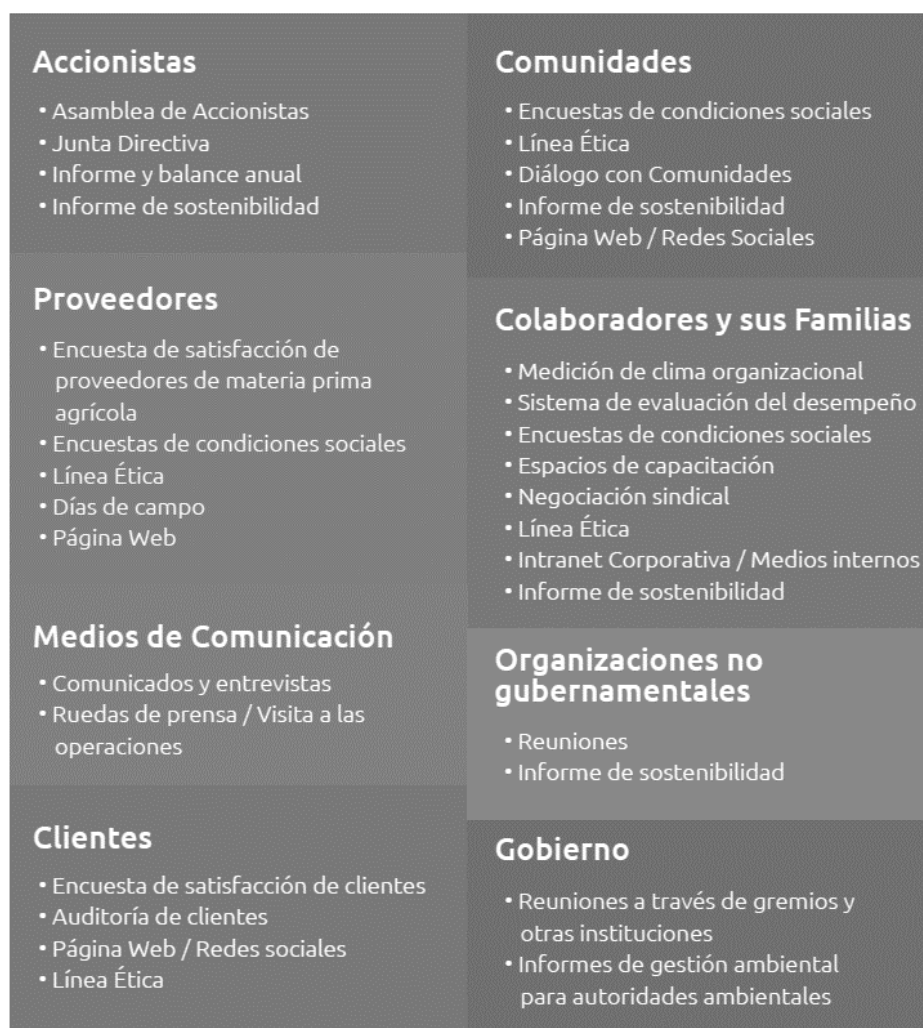 Accionistas
• Asamblea de Accionistas
• Junta Directiva
• Informe y balance anual
• Informe de sostenibilidad
Proveedores
• Encuesta de satisfacción de
proveedores de materia prima
agrícola
• Encuestas de condiciones sociales
• Línea Ética
• Días de campo
• Página Web
Medios de Comunicación
• Comunicados y entrevistas
• Ruedas de prensa / Visita a las
operaciones
Clientes
• Encuesta de satisfacción de clientes
• Auditoría de clientes
• Página Web / Redes sociales
• Línea Ética
Comunidades
• Encuestas de condiciones sociales
• Línea Ética
• Diálogo con Comunidades
• Informe de sostenibilidad
• Página Web / Redes Sociales
Colaboradores y sus Familias
• Medición de clima organizacional
• Sistema de evaluación del desempeño
• Encuestas de condiciones sociales
• Espacios de capacitación
• Negociación sindical
• Línea Ética
• Intranet Corporativa / Medios internos
• Informe de sostenibilidad
Organizaciones no
gubernamentales
• Reuniones
• Informe de sostenibilidad
Gobierno
• Reuniones a través de gremios y
otras instituciones
• Informes de gestión ambiental
para autoridades ambientales